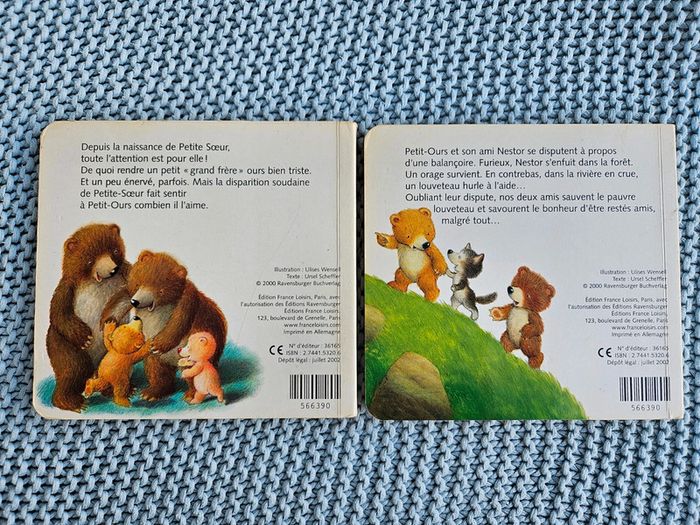 Depuis la naissance de Petite Sœur,
toute l'attention est pour elle !
De quoi rendre un petit « grand frère » ours bien triste.
Et un peu énervé, parfois. Mais la disparition soudaine
de Petite-Sœur fait sentir
à Petit-Ours combien il l'aime.
Illustration : Ulises Wensell
Texte : Ursel Scheffler
© 2000 Ravensburger Buchverlag
Édition France Loisirs, Paris, avec
l'autorisation des Éditions Ravensburger
Éditions France Loisirs,
123, boulevard de Grenelle, Paris
www.franceloisirs.com
Imprimé en Allemagne
N° d'éditeur : 36165
CE ISBN : 2.7441.5320.6
Dépôt légal : juillet 2002
566390
Petit-Ours et son ami Nestor se disputent à propos
d'une balançoire. Furieux, Nestor s'enfuit dans la forêt.
Un orage survient. En contrebas, dans la rivière en crue,
un louveteau hurle à l'aide…
Oubliant leur dispute, nos deux amis sauvent le pauvre
louveteau et savourent le bonheur d'être restés amis,
malgré tout…
Illustration : Ulises Wensell
Texte : Ursel Scheffler
© 2000 Ravensburger Buchverlag
Édition France Loisirs, Paris, avec
l'autorisation des Éditions Ravensburger
Éditions France Loisirs,
123, boulevard de Grenelle, Paris
www.franceloisirs.com
Imprimé en Allemagne
N° d'éditeur : 36165
CE ISBN : 2.7441.5320.6
Dépôt légal : juillet 2002
566390